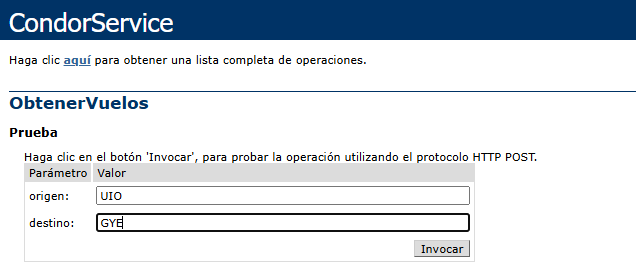 CondorService
Haga clic aquí para obtener una lista completa de operaciones.
ObtenerVuelos
Prueba
Haga clic en el botón 'Invocar', para probar la operación utilizando el protocolo HTTP POST.
Parámetro Valor
origen: UIO
destino: GYE
Invocar